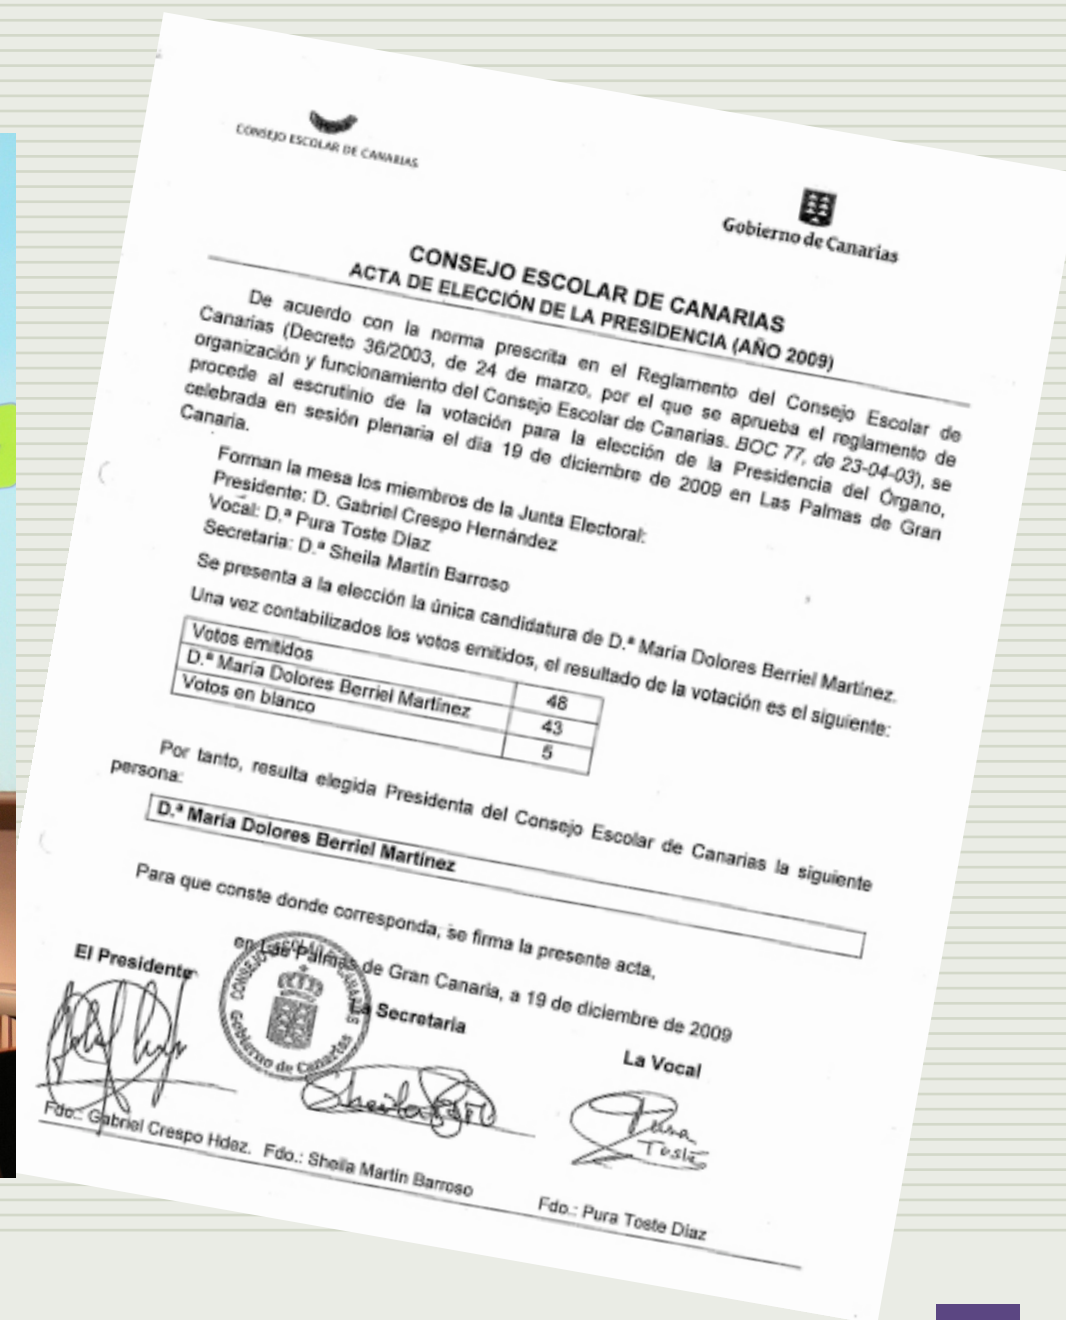 CONSEJO ESCOLAR DE CANARIAS
Gobierno de Canarias
CONSEJO ESCOLAR DE CANARIAS
ACTA DE ELECCIÓN DE LA PRESIDENCIA (AÑO 2009)
De acuerdo con la norma prescrita en el Reglamento del Consejo Escolar de
Canarias (Decreto 36/2003, de 24 de marzo, por el que se aprueba el reglamento de
organización y funcionamiento del Consejo Escolar de Canarias. BOC 77, de 23-04-03), se
procede al escrutinio de la votación para la elección de la Presidencia del Órgano,
celebrada en sesión plenaria el día 19 de diciembre de 2009 en Las Palmas de Gran
Canaria.
Forman la mesa los miembros de la Junta Electoral:
Presidente: D. Gabriel Crespo Hernández
Vocal: D.ª Pura Toste Díaz
Secretaria: D.ª Sheila Martín Barroso
Se presenta a la elección la única candidatura de D.ª María Dolores Berriel Martínez.
Una vez contabilizados los votos emitidos, el resultado de la votación es el siguiente:
Votos emitidos 48
D.ª María Dolores Berriel Martínez 43
Votos en blanco 5
Por tanto, resulta elegida Presidenta del Consejo Escolar de Canarias la siguiente
persona:
D.ª María Dolores Berriel Martínez
Para que conste donde corresponda, se firma la presente acta,
en Las Palmas de Gran Canaria, a 19 de diciembre de 2009
El Presidente
La Secretaria
La Vocal
CONSEJO ESCOLAR DE CANARIAS
Gobierno de Canarias
Sheila
Pura
Toste
Fdo.: Gabriel Crespo Hdez. Fdo.: Sheila Martín Barroso
Fdo.: Pura Toste Díaz